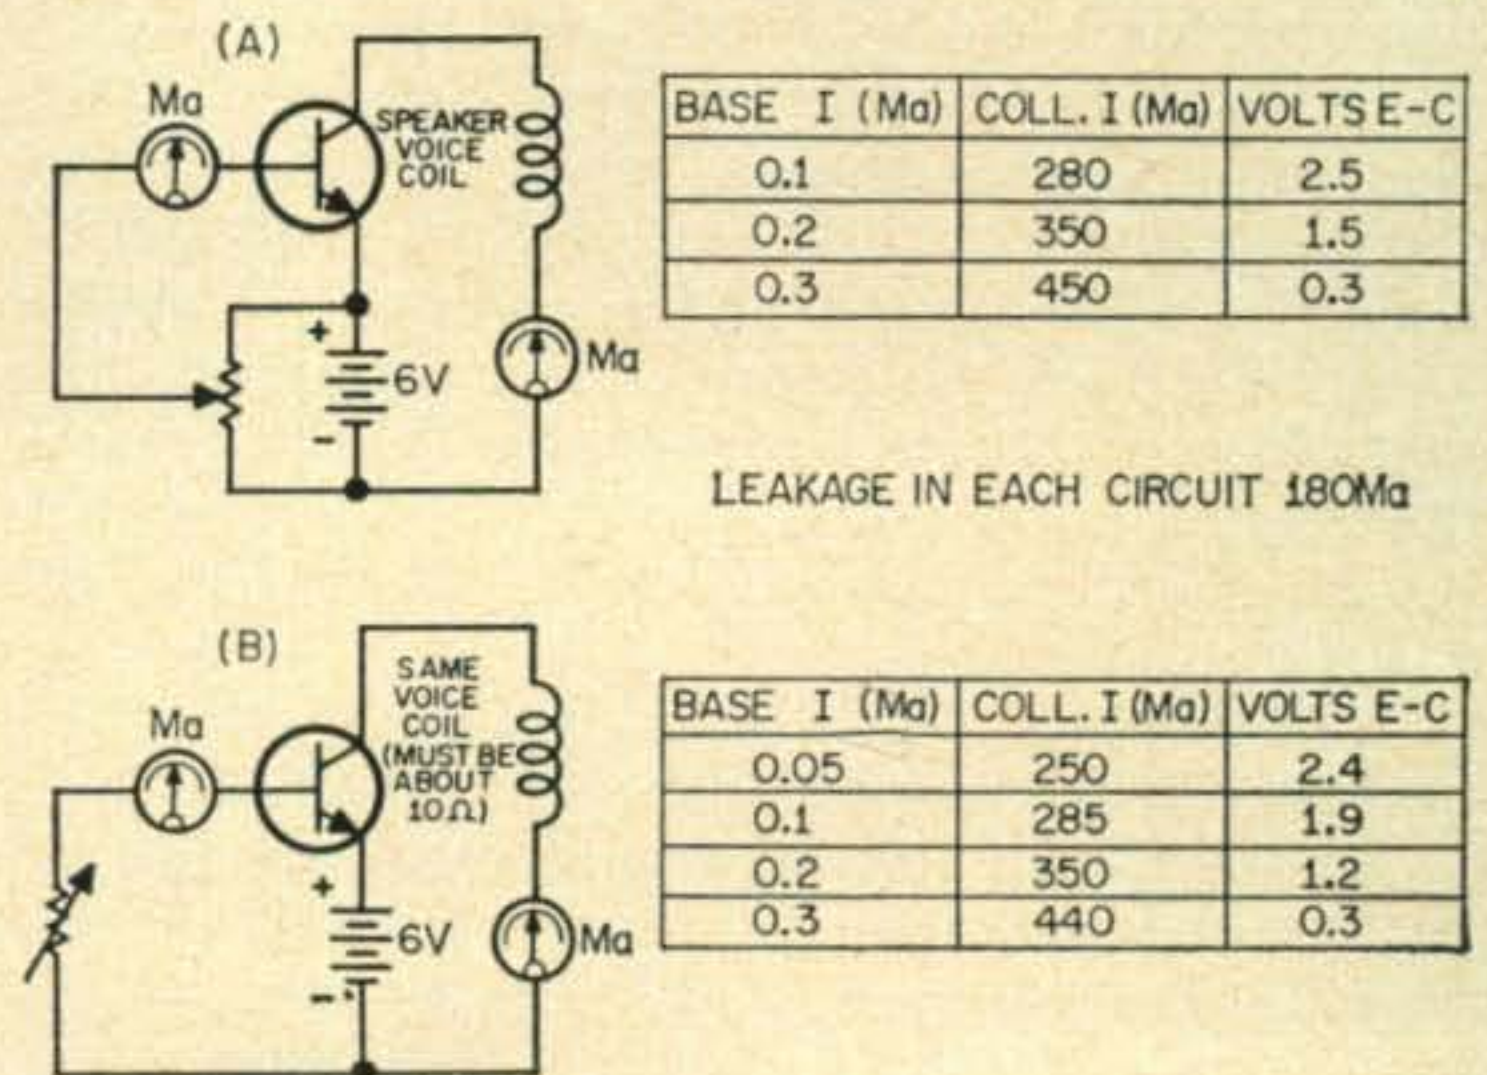 (A)
Ma
SPEAKER
VOICE
COIL
+
6V
-
Ma
BASE I (Ma) COLL. I (Ma) VOLTS E-C
0.1 280 2.5
0.2 350 1.5
0.3 450 0.3
LEAKAGE IN EACH CIRCUIT 180Ma
(B)
Ma
SAME
VOICE
COIL
(MUST BE
ABOUT
10Ω)
+
6V
-
Ma
BASE I (Ma) COLL. I (Ma) VOLTS E-C
0.05 250 2.4
0.1 285 1.9
0.2 350 1.2
0.3 440 0.3